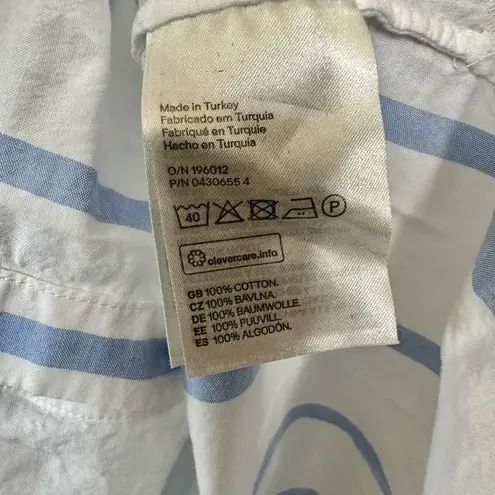 Made in Turkey
Fabricado em Turquia
Fabriqué en Turquie
Hecho en Turquía
O/N 196012
P/N 0430655 4
40 P
clevercare.info
GB 100% COTTON.
CZ 100% BAVLNA.
DE 100% BAUMWOLLE.
EE 100% PUUVILL.
ES 100% ALGODÓN.